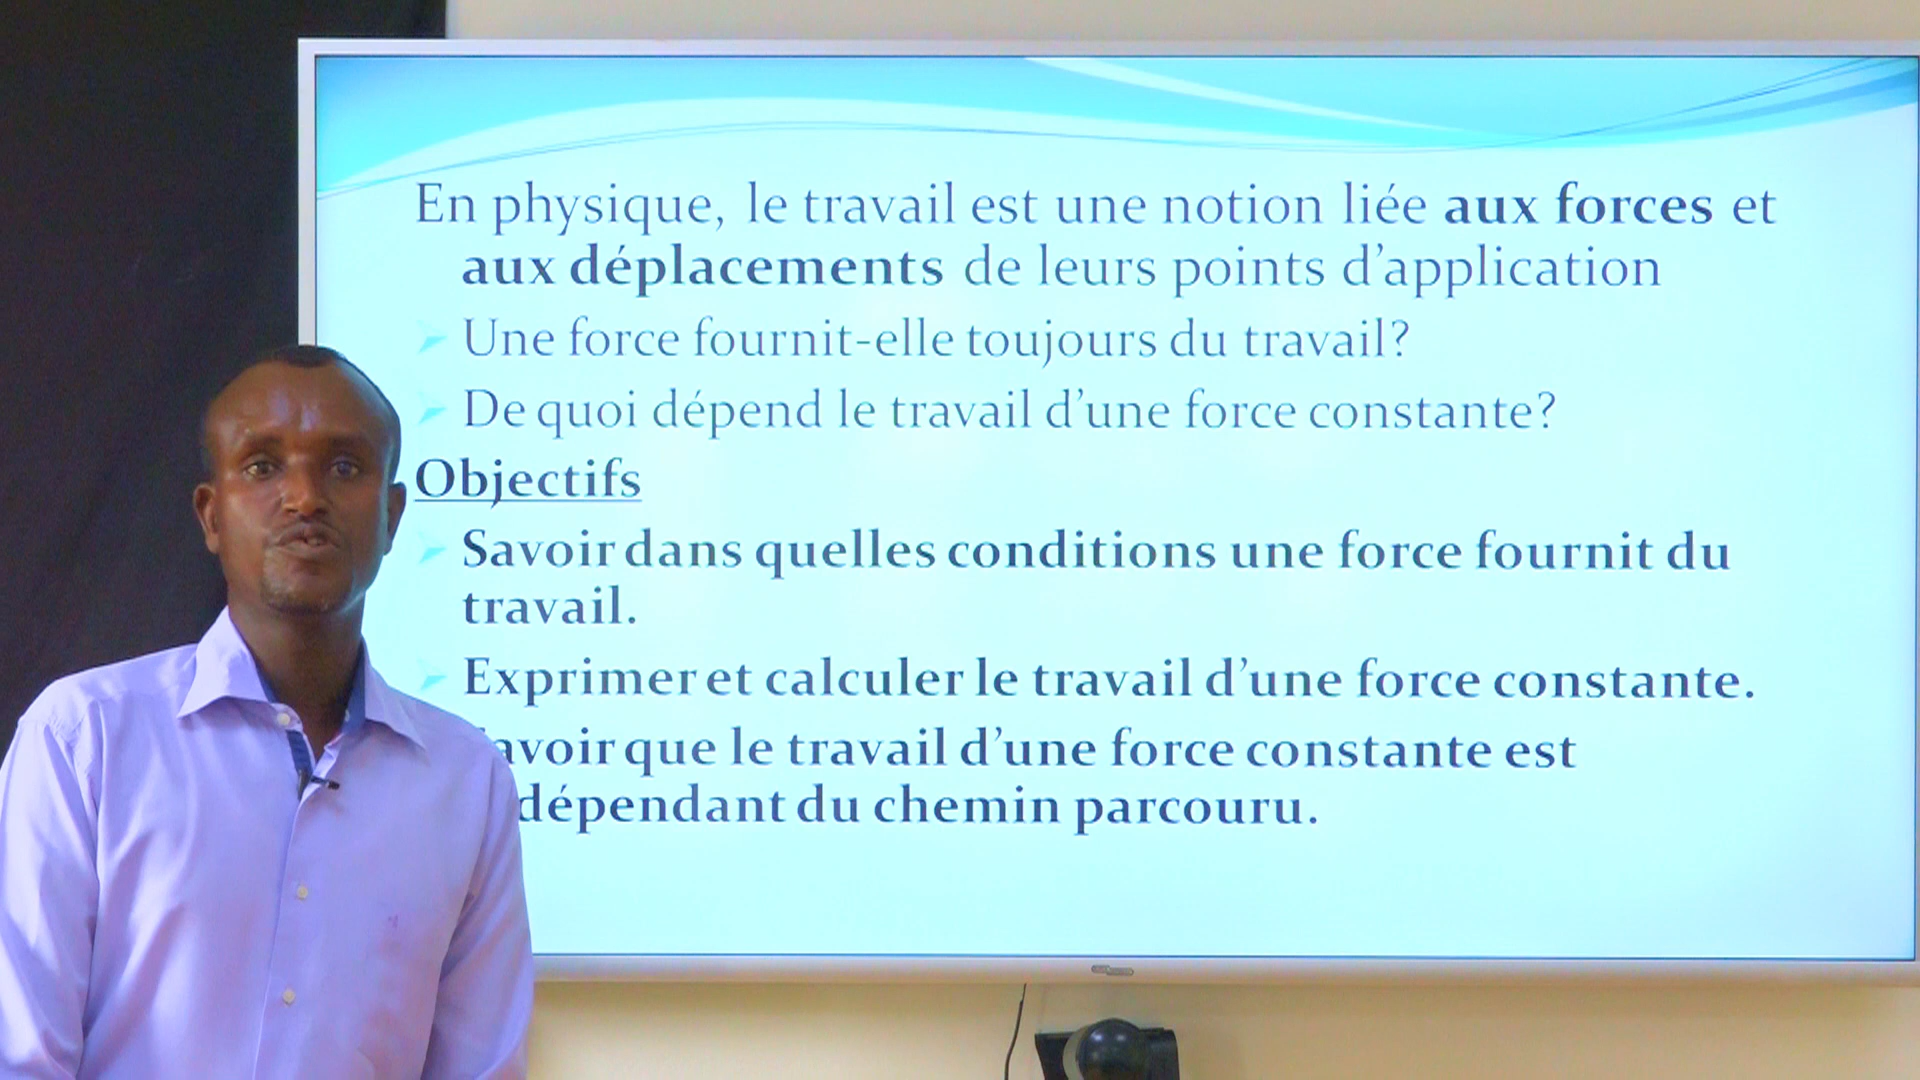 En physique, le travail est une notion liée aux forces et
aux déplacements de leurs points d'application
Une force fournit-elle toujours du travail?
De quoi dépend le travail d'une force constante?
Objectifs
Savoir dans quelles conditions une force fournit du
travail.
Exprimer et calculer le travail d'une force constante.
avoir que le travail d'une force constante est
dépendant du chemin parcouru.